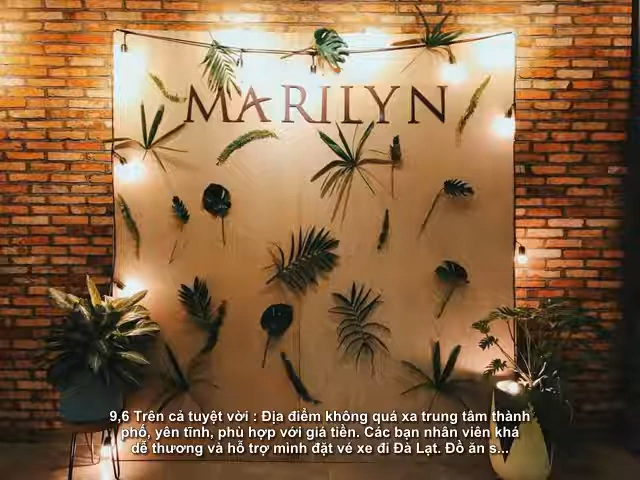 MARILYN
9,6 Trên cả tuyệt vời : Địa điểm không quá xa trung tâm thành
phố, yên tĩnh, phù hợp với giá tiền. Các bạn nhân viên khá
dễ thương và hỗ trợ mình đặt vé xe đi Đà Lạt. Đồ ăn s...